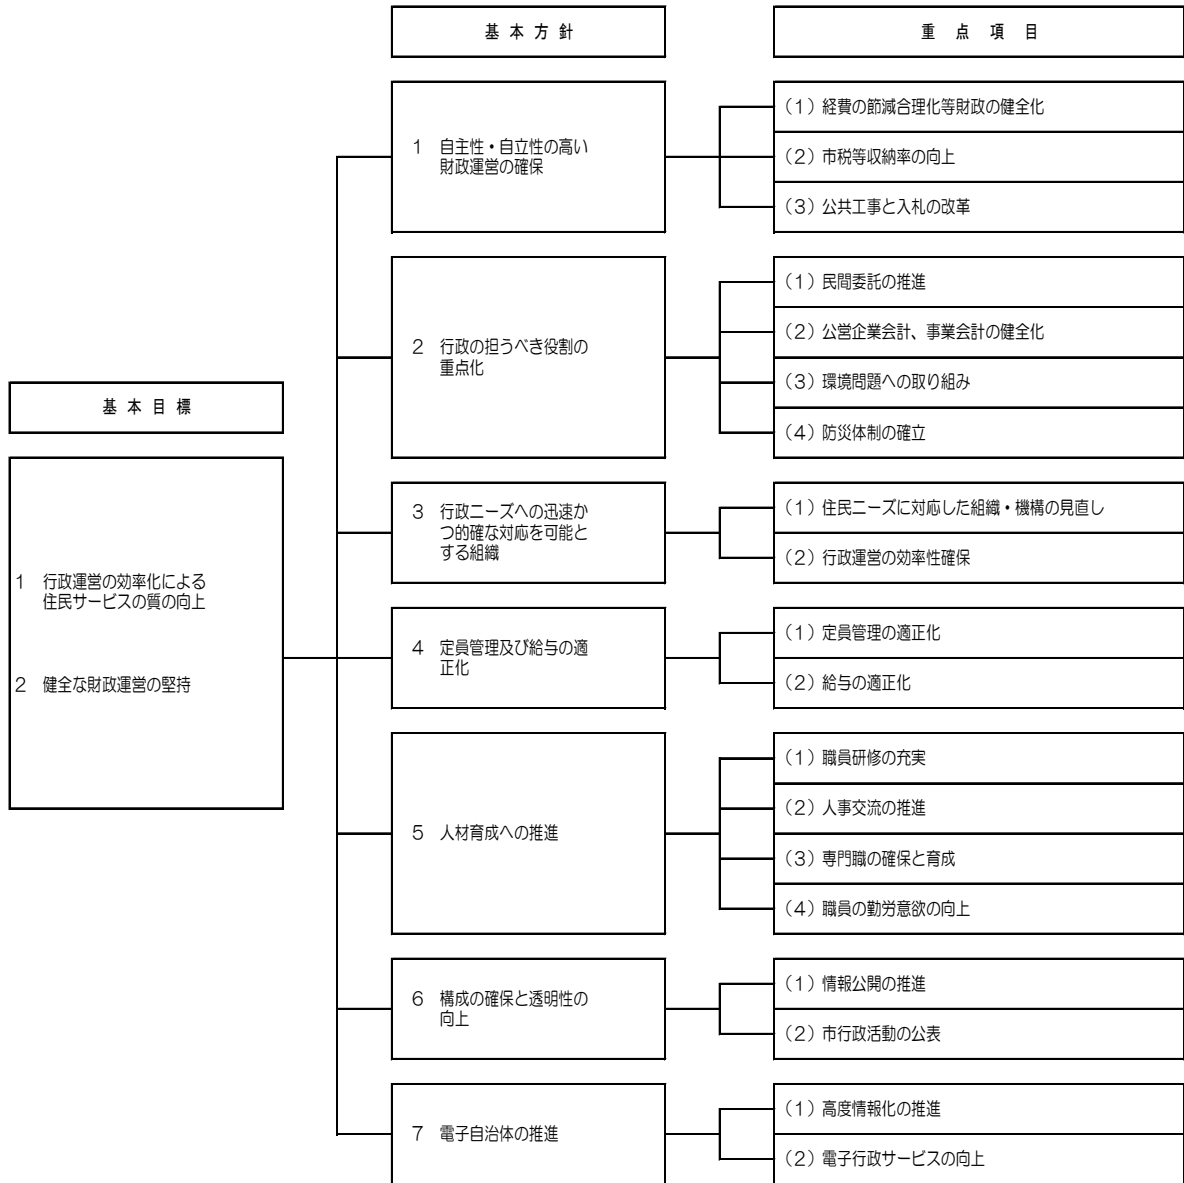 基本方針
重点項目
基本目標
1 行政運営の効率化による
住民サービスの質の向上
2 健全な財政運営の堅持
1 自主性・自立性の高い
財政運営の確保
(1)経費の節減合理化等財政の健全化
(2)市税等収納率の向上
(3)公共工事と入札の改革
2 行政の担うべき役割の
重点化
(1)民間委託の推進
(2)公営企業会計、事業会計の健全化
(3)環境問題への取り組み
(4)防災体制の確立
3 行政ニーズへの迅速か
つ的確な対応を可能と
する組織
(1)住民ニーズに対応した組織・機構の見直し
(2)行政運営の効率性確保
4 定員管理及び給与の適
正化
(1)定員管理の適正化
(2)給与の適正化
5 人材育成への推進
(1)職員研修の充実
(2)人事交流の推進
(3)専門職の確保と育成
(4)職員の勤労意欲の向上
6 構成の確保と透明性の
向上
(1)情報公開の推進
(2)市行政活動の公表
7 電子自治体の推進
(1)高度情報化の推進
(2)電子行政サービスの向上